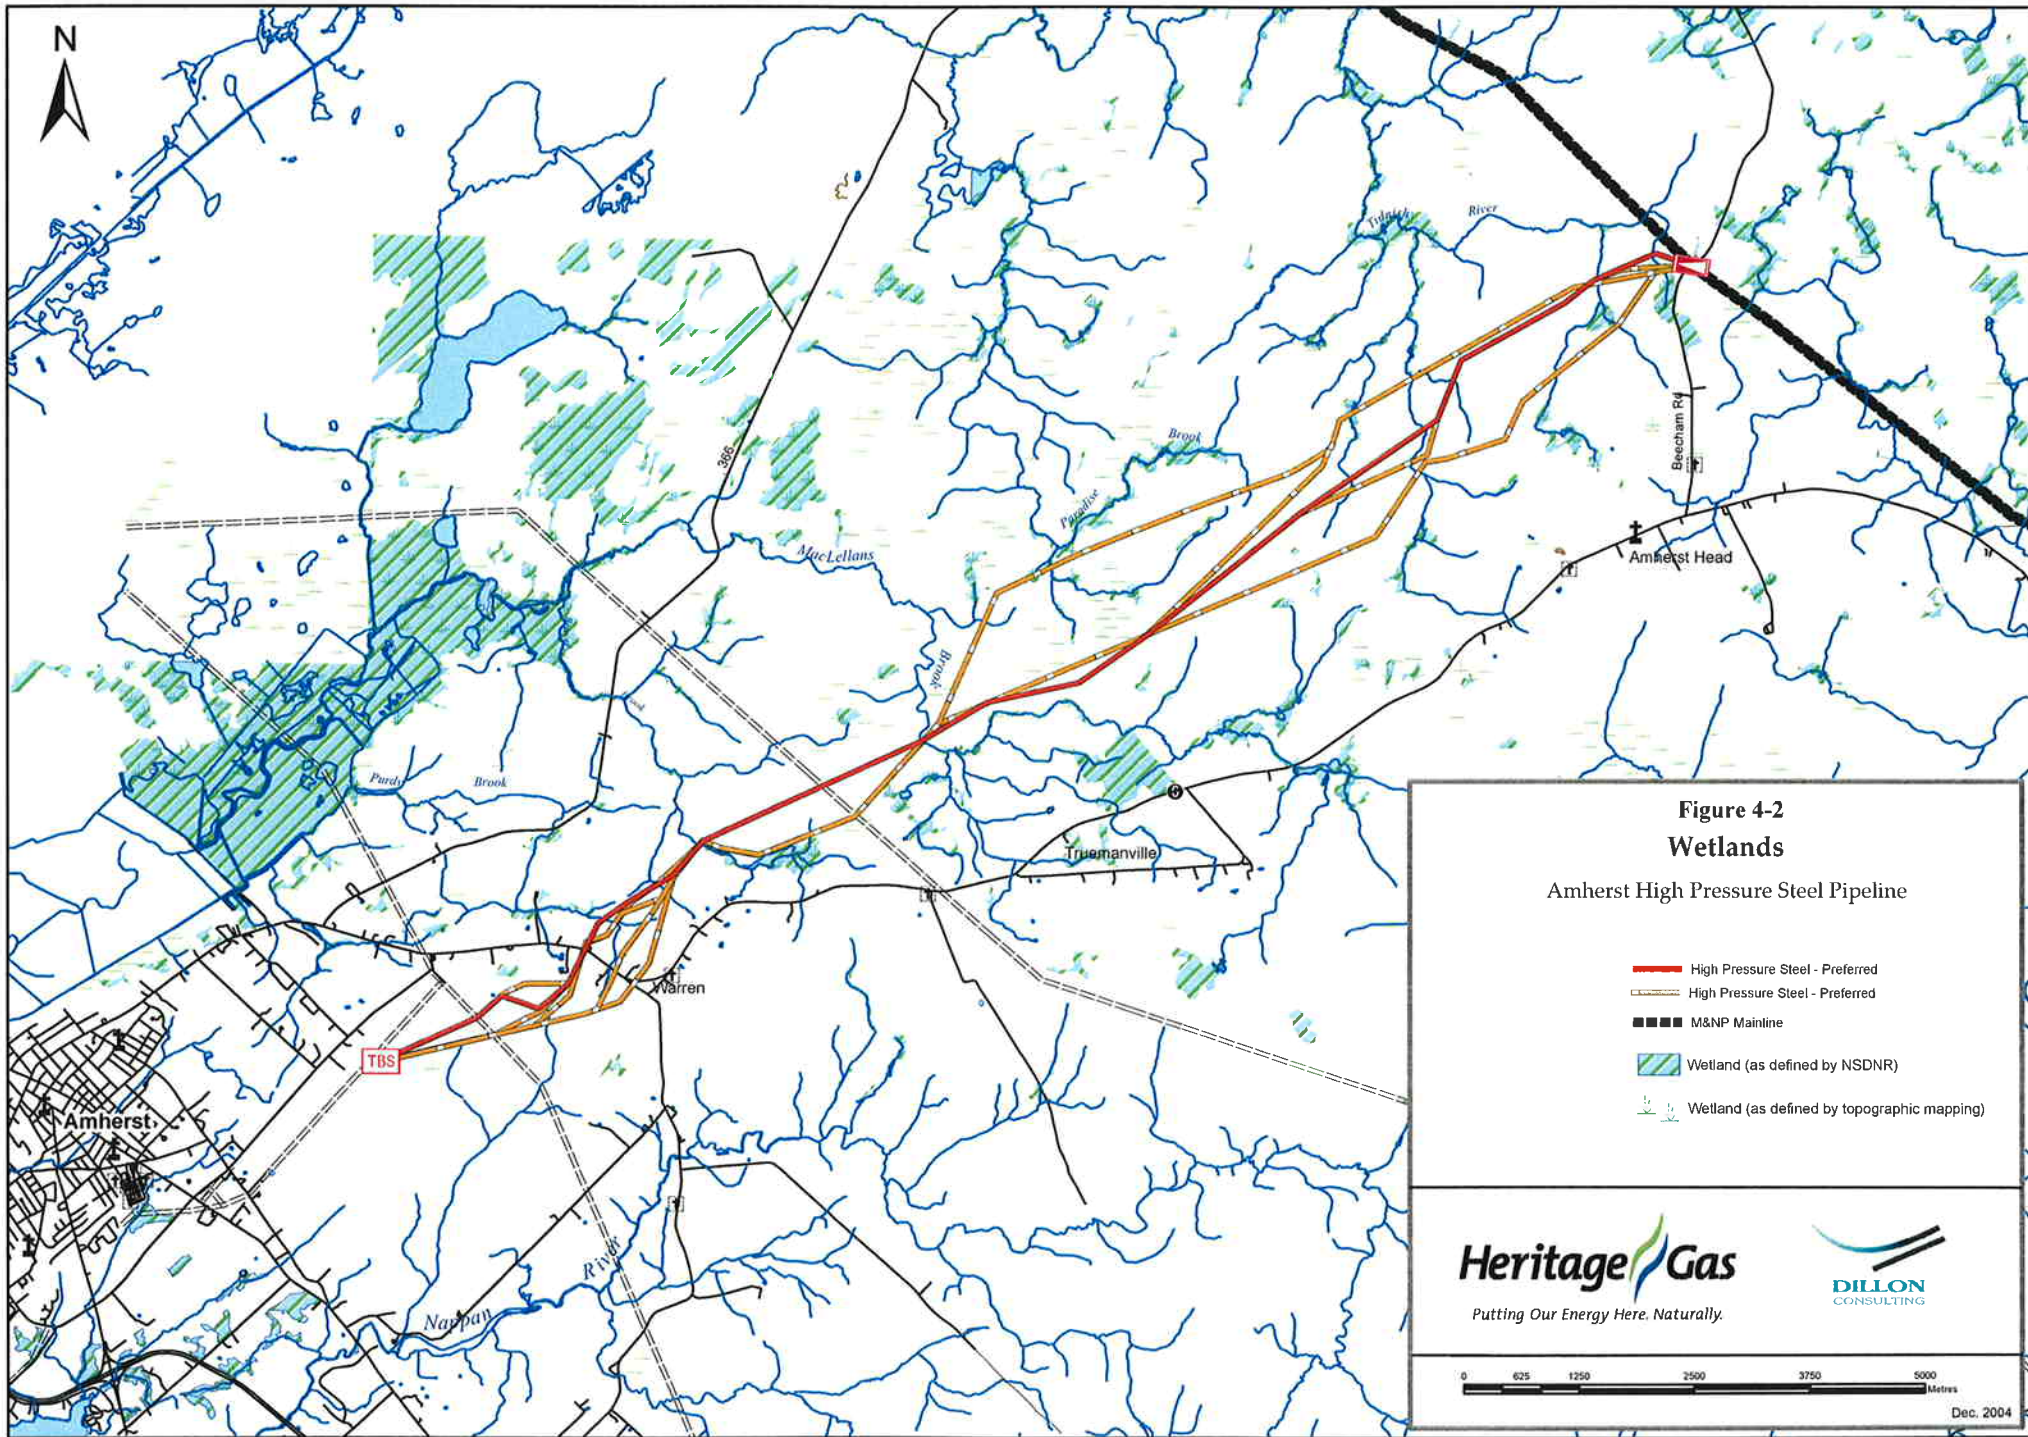 N
Tidnish River
366
Beecham Rd
Brook
Paradise
MacLellans
Amherst Head
Brook
Purdy Brook
Truemanville
Warren
TBS
Amherst
River
Nappan
Figure 4-2
Wetlands
Amherst High Pressure Steel Pipeline
High Pressure Steel - Preferred
High Pressure Steel - Preferred
M&NP Mainline
Wetland (as defined by NSDNR)
Wetland (as defined by topographic mapping)
Heritage Gas
Putting Our Energy Here. Naturally.
DILLON
CONSULTING
0 625 1250 2500 3750 5000
Metres
Dec. 2004